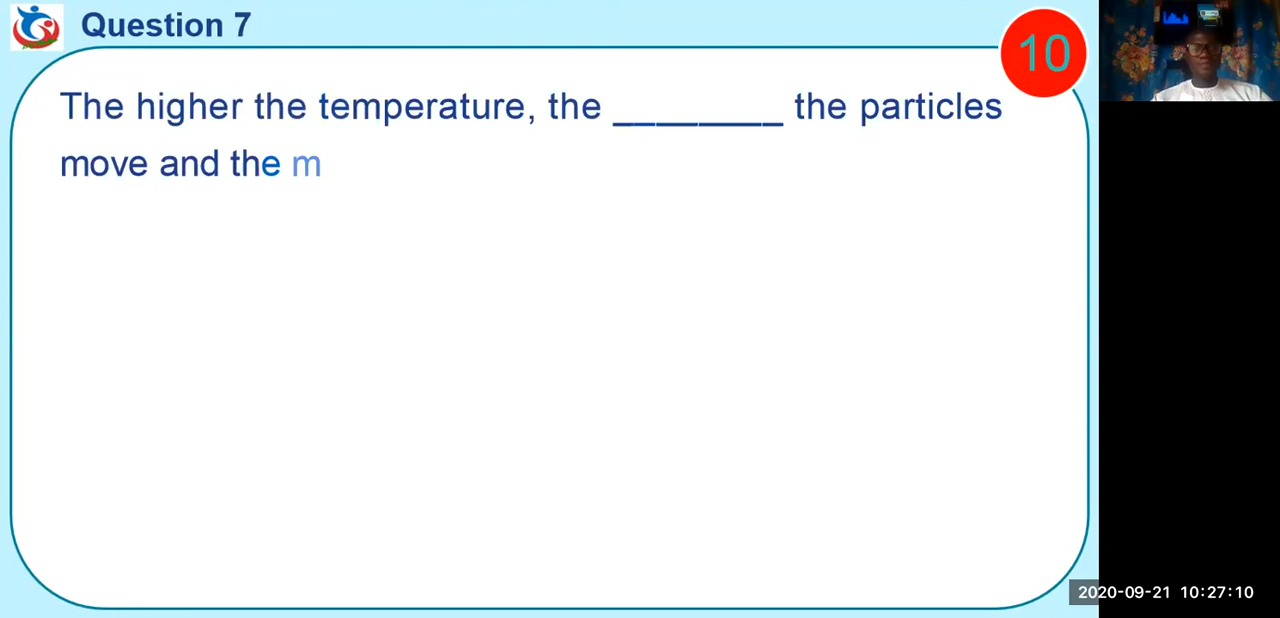 Question 7
10
The higher the temperature, the ________ the particles
move and the m
2020-09-21 10:27:10